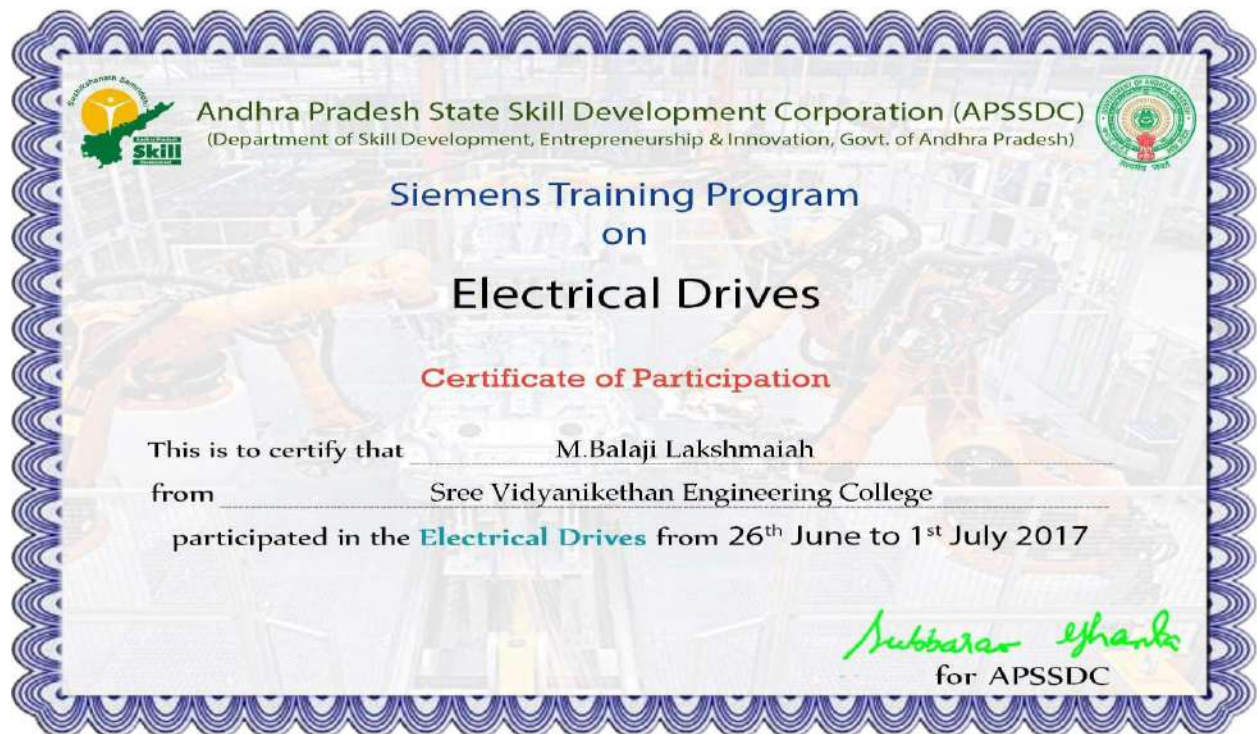 Andhra Pradesh State Skill Development Corporation (APSSDC)
(Department of Skill Development, Entrepreneurship & Innovation, Govt. of Andhra Pradesh)
Skill
Siemens Training Program
on
Electrical Drives
Certificate of Participation
This is to certify that M.Balaji Lakshmaiah
from Sree Vidyanikethan Engineering College
participated in the Electrical Drives from 26th June to 1st July 2017
Subbarao
for APSSDC